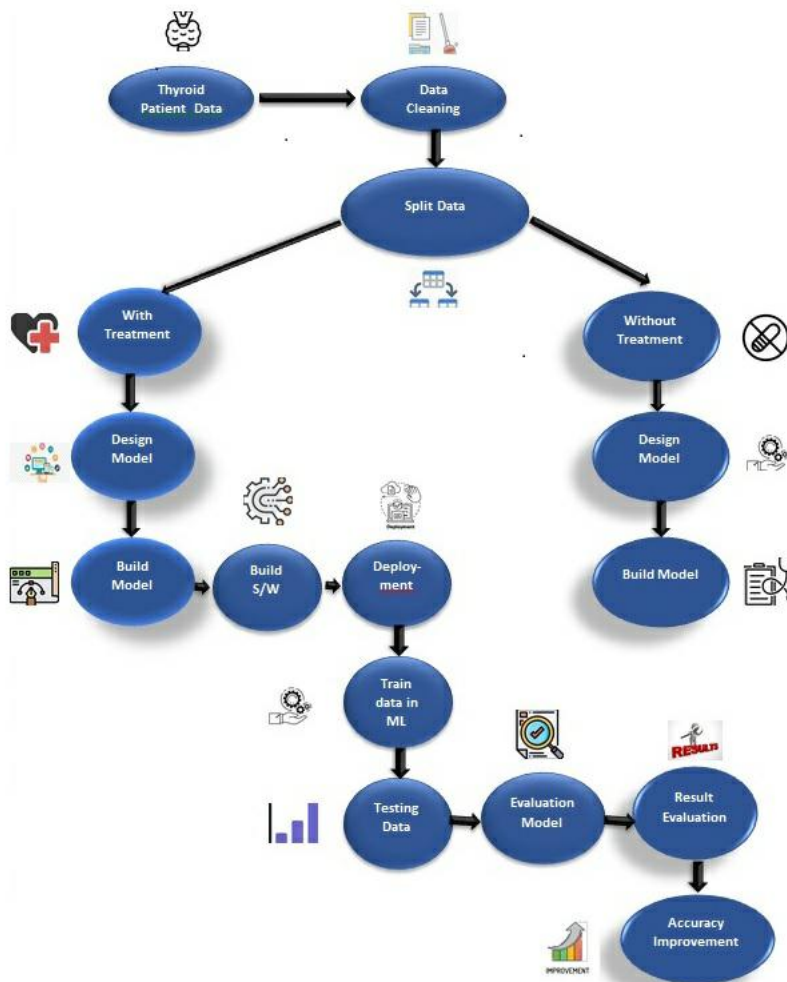 Thyroid
Patient Data
Data
Cleaning
Split Data
With
Treatment
Without
Treatment
Design
Model
Design
Model
Build
Model
Build
S/W
Deployment
Deploy-
ment
Build Model
Train
data in
ML
Testing
Data
Evaluation
Model
RESULTS
Result
Evaluation
Accuracy
Improvement
IMPROVEMENT